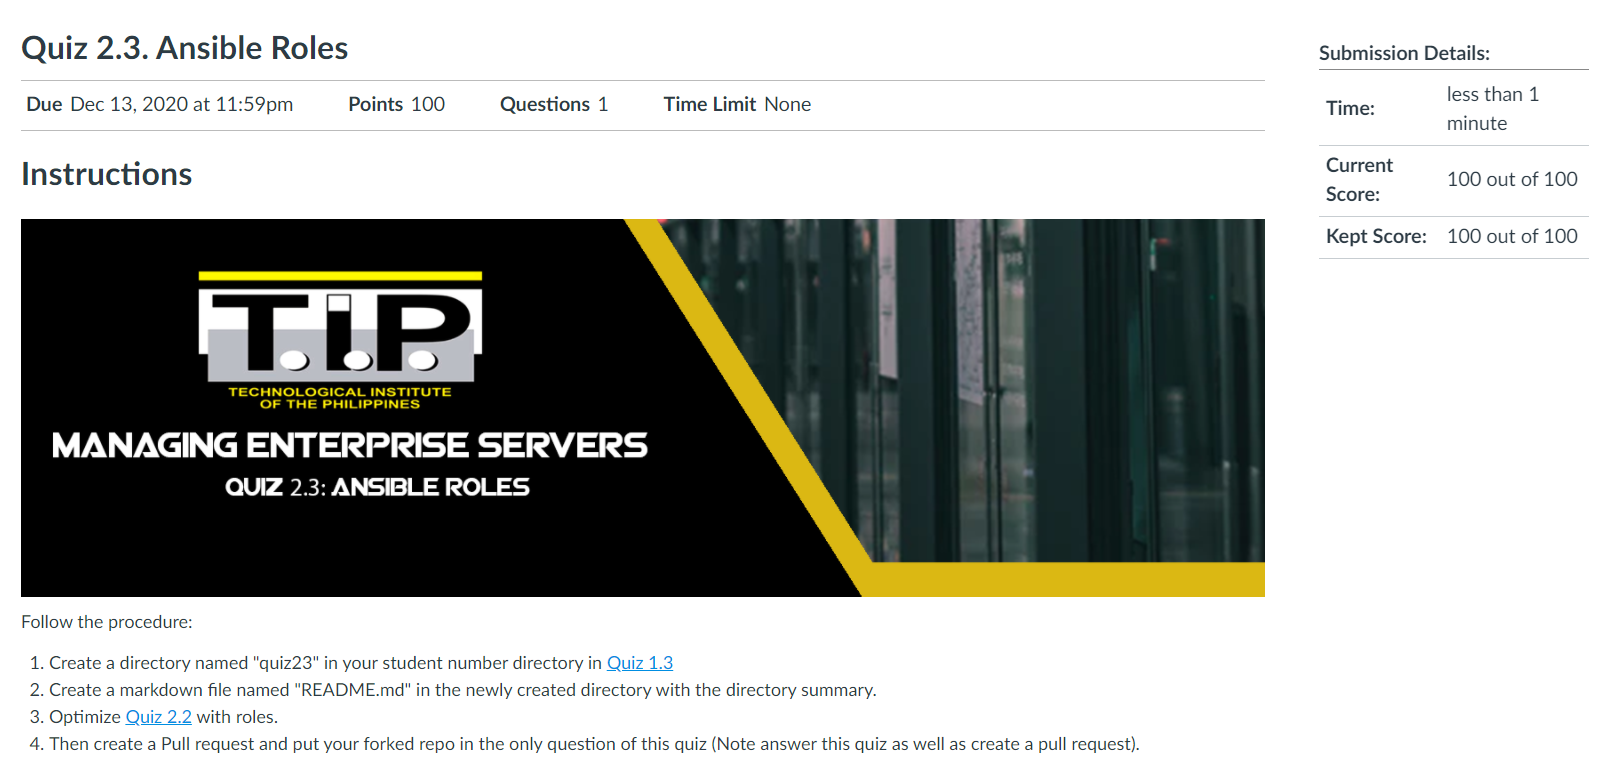 Quiz 2.3. Ansible Roles
Due Dec 13, 2020 at 11:59pm Points 100 Questions 1 Time Limit None
Instructions
T.I.P.
TECHNOLOGICAL INSTITUTE
OF THE PHILIPPINES
MANAGING ENTERPRISE SERVERS
QUIZ 2.3: ANSIBLE ROLES
Follow the procedure:
1. Create a directory named "quiz23" in your student number directory in Quiz 1.3
2. Create a markdown file named "README.md" in the newly created directory with the directory summary.
3. Optimize Quiz 2.2 with roles.
4. Then create a Pull request and put your forked repo in the only question of this quiz (Note answer this quiz as well as create a pull request).
Submission Details:
Time: less than 1
minute
Current
Score: 100 out of 100
Kept Score: 100 out of 100